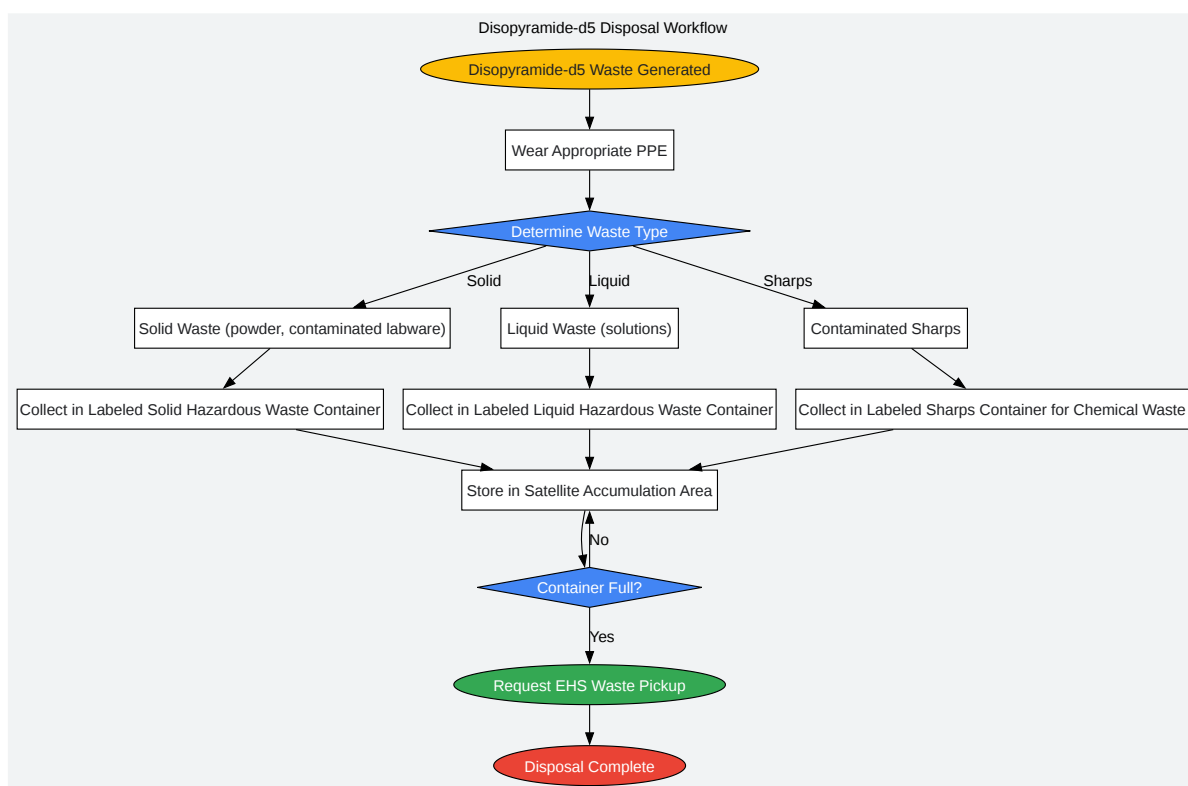 Disopyramide-d5 Disposal Workflow
Disopyramide-d5 Waste Generated
Wear Appropriate PPE
Determine Waste Type
Solid
Liquid
Sharps
Solid Waste (powder, contaminated labware)
Liquid Waste (solutions)
Contaminated Sharps
Collect in Labeled Solid Hazardous Waste Container
Collect in Labeled Liquid Hazardous Waste Container
Collect in Labeled Sharps Container for Chemical Waste
Store in Satellite Accumulation Area
No
Container Full?
Yes
Request EHS Waste Pickup
Disposal Complete